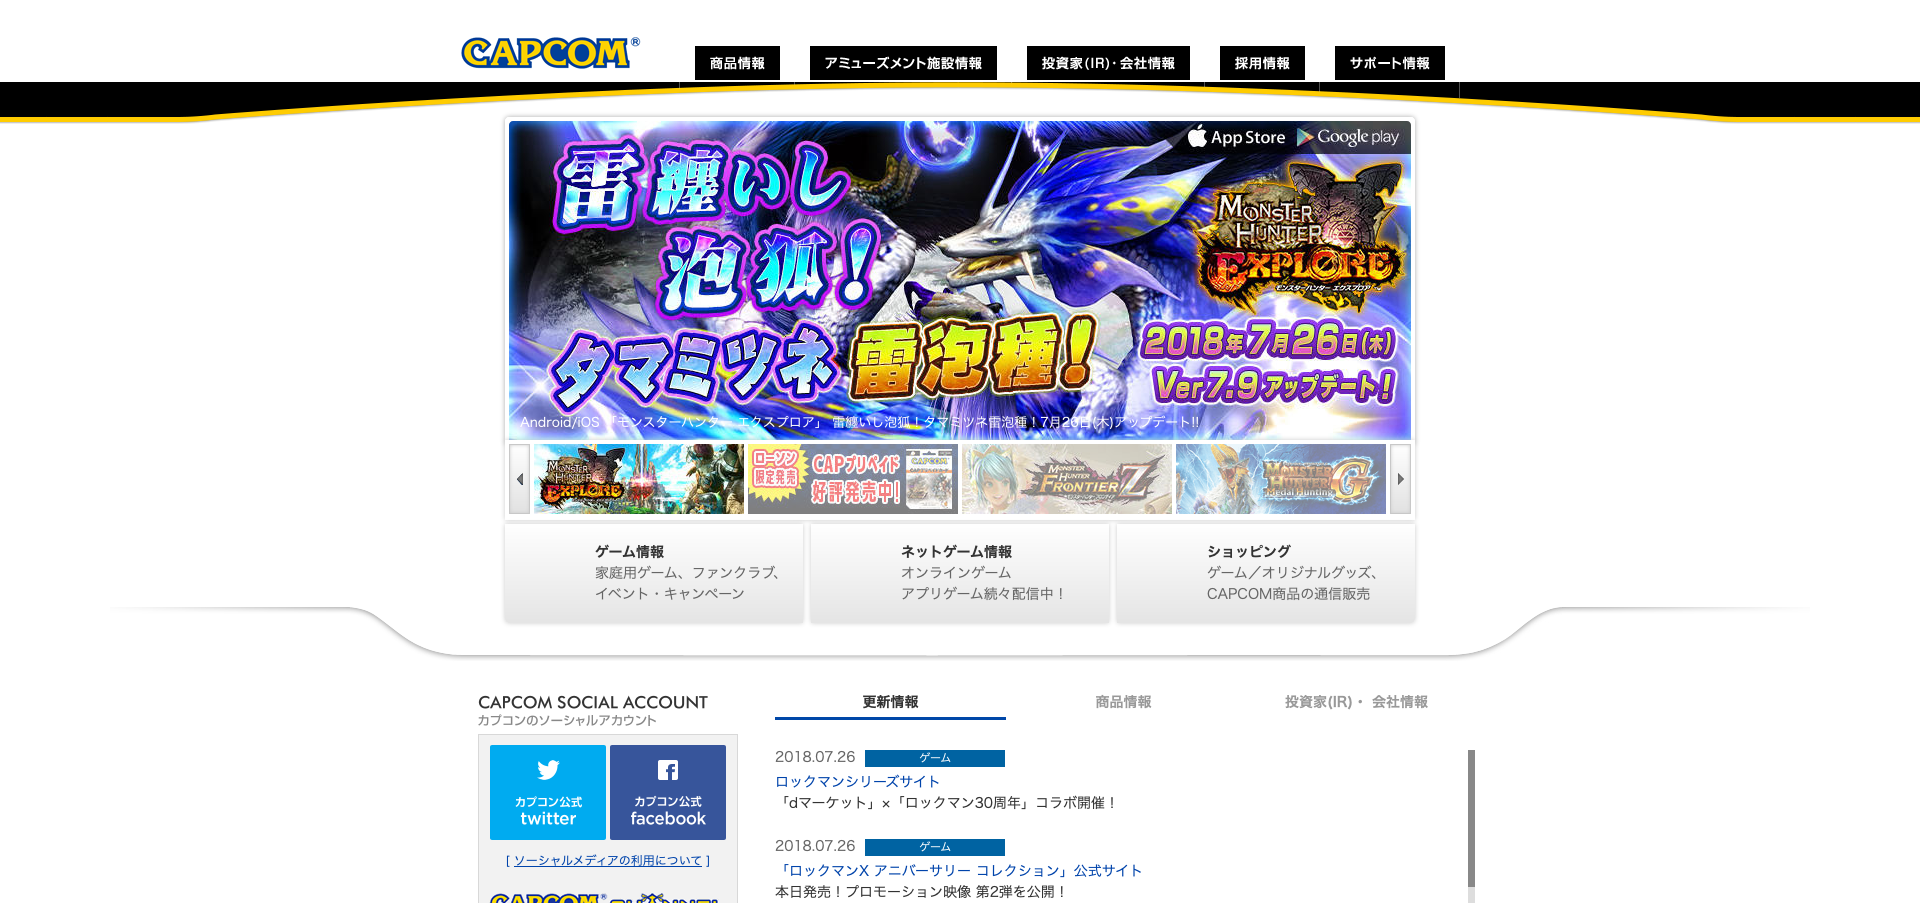 CAPCOM®
商品情報
アミューズメント施設情報
投資家(IR)・会社情報
採用情報
サポート情報
App Store
Google play
雷纏いし
泡狐！
タマミツネ 雷泡種！
MONSTER
HUNTER
EXPLORE
モンスターハンター エクスプロア
2018年7月26日(木)
Ver7.9アップデート！
Android/iOS 「モンスターハンター エクスプロア」 雷纏いし泡狐！タマミツネ雷泡種！7月26日(木)アップデート!!
MONSTER
HUNTER
EXPLORE
ローソン
限定発売
CAPプリペイド
好評発売中！
CAPCOM
MONSTER
HUNTER
FRONTIER Z
MONSTER
HUNTER
Medal Hunting G
ゲーム情報
家庭用ゲーム、ファンクラブ、
イベント・キャンペーン
ネットゲーム情報
オンラインゲーム
アプリゲーム続々配信中！
ショッピング
ゲーム／オリジナルグッズ、
CAPCOM商品の通信販売
CAPCOM SOCIAL ACCOUNT
カプコンのソーシャルアカウント
カプコン公式
twitter
カプコン公式
facebook
[ ソーシャルメディアの利用について ]
CAPCOM®
更新情報
商品情報
投資家(IR)・ 会社情報
2018.07.26 ゲーム
ロックマンシリーズサイト
「dマーケット」×「ロックマン30周年」コラボ開催！
2018.07.26 ゲーム
「ロックマンX アニバーサリー コレクション」公式サイト
本日発売！プロモーション映像 第2弾を公開！